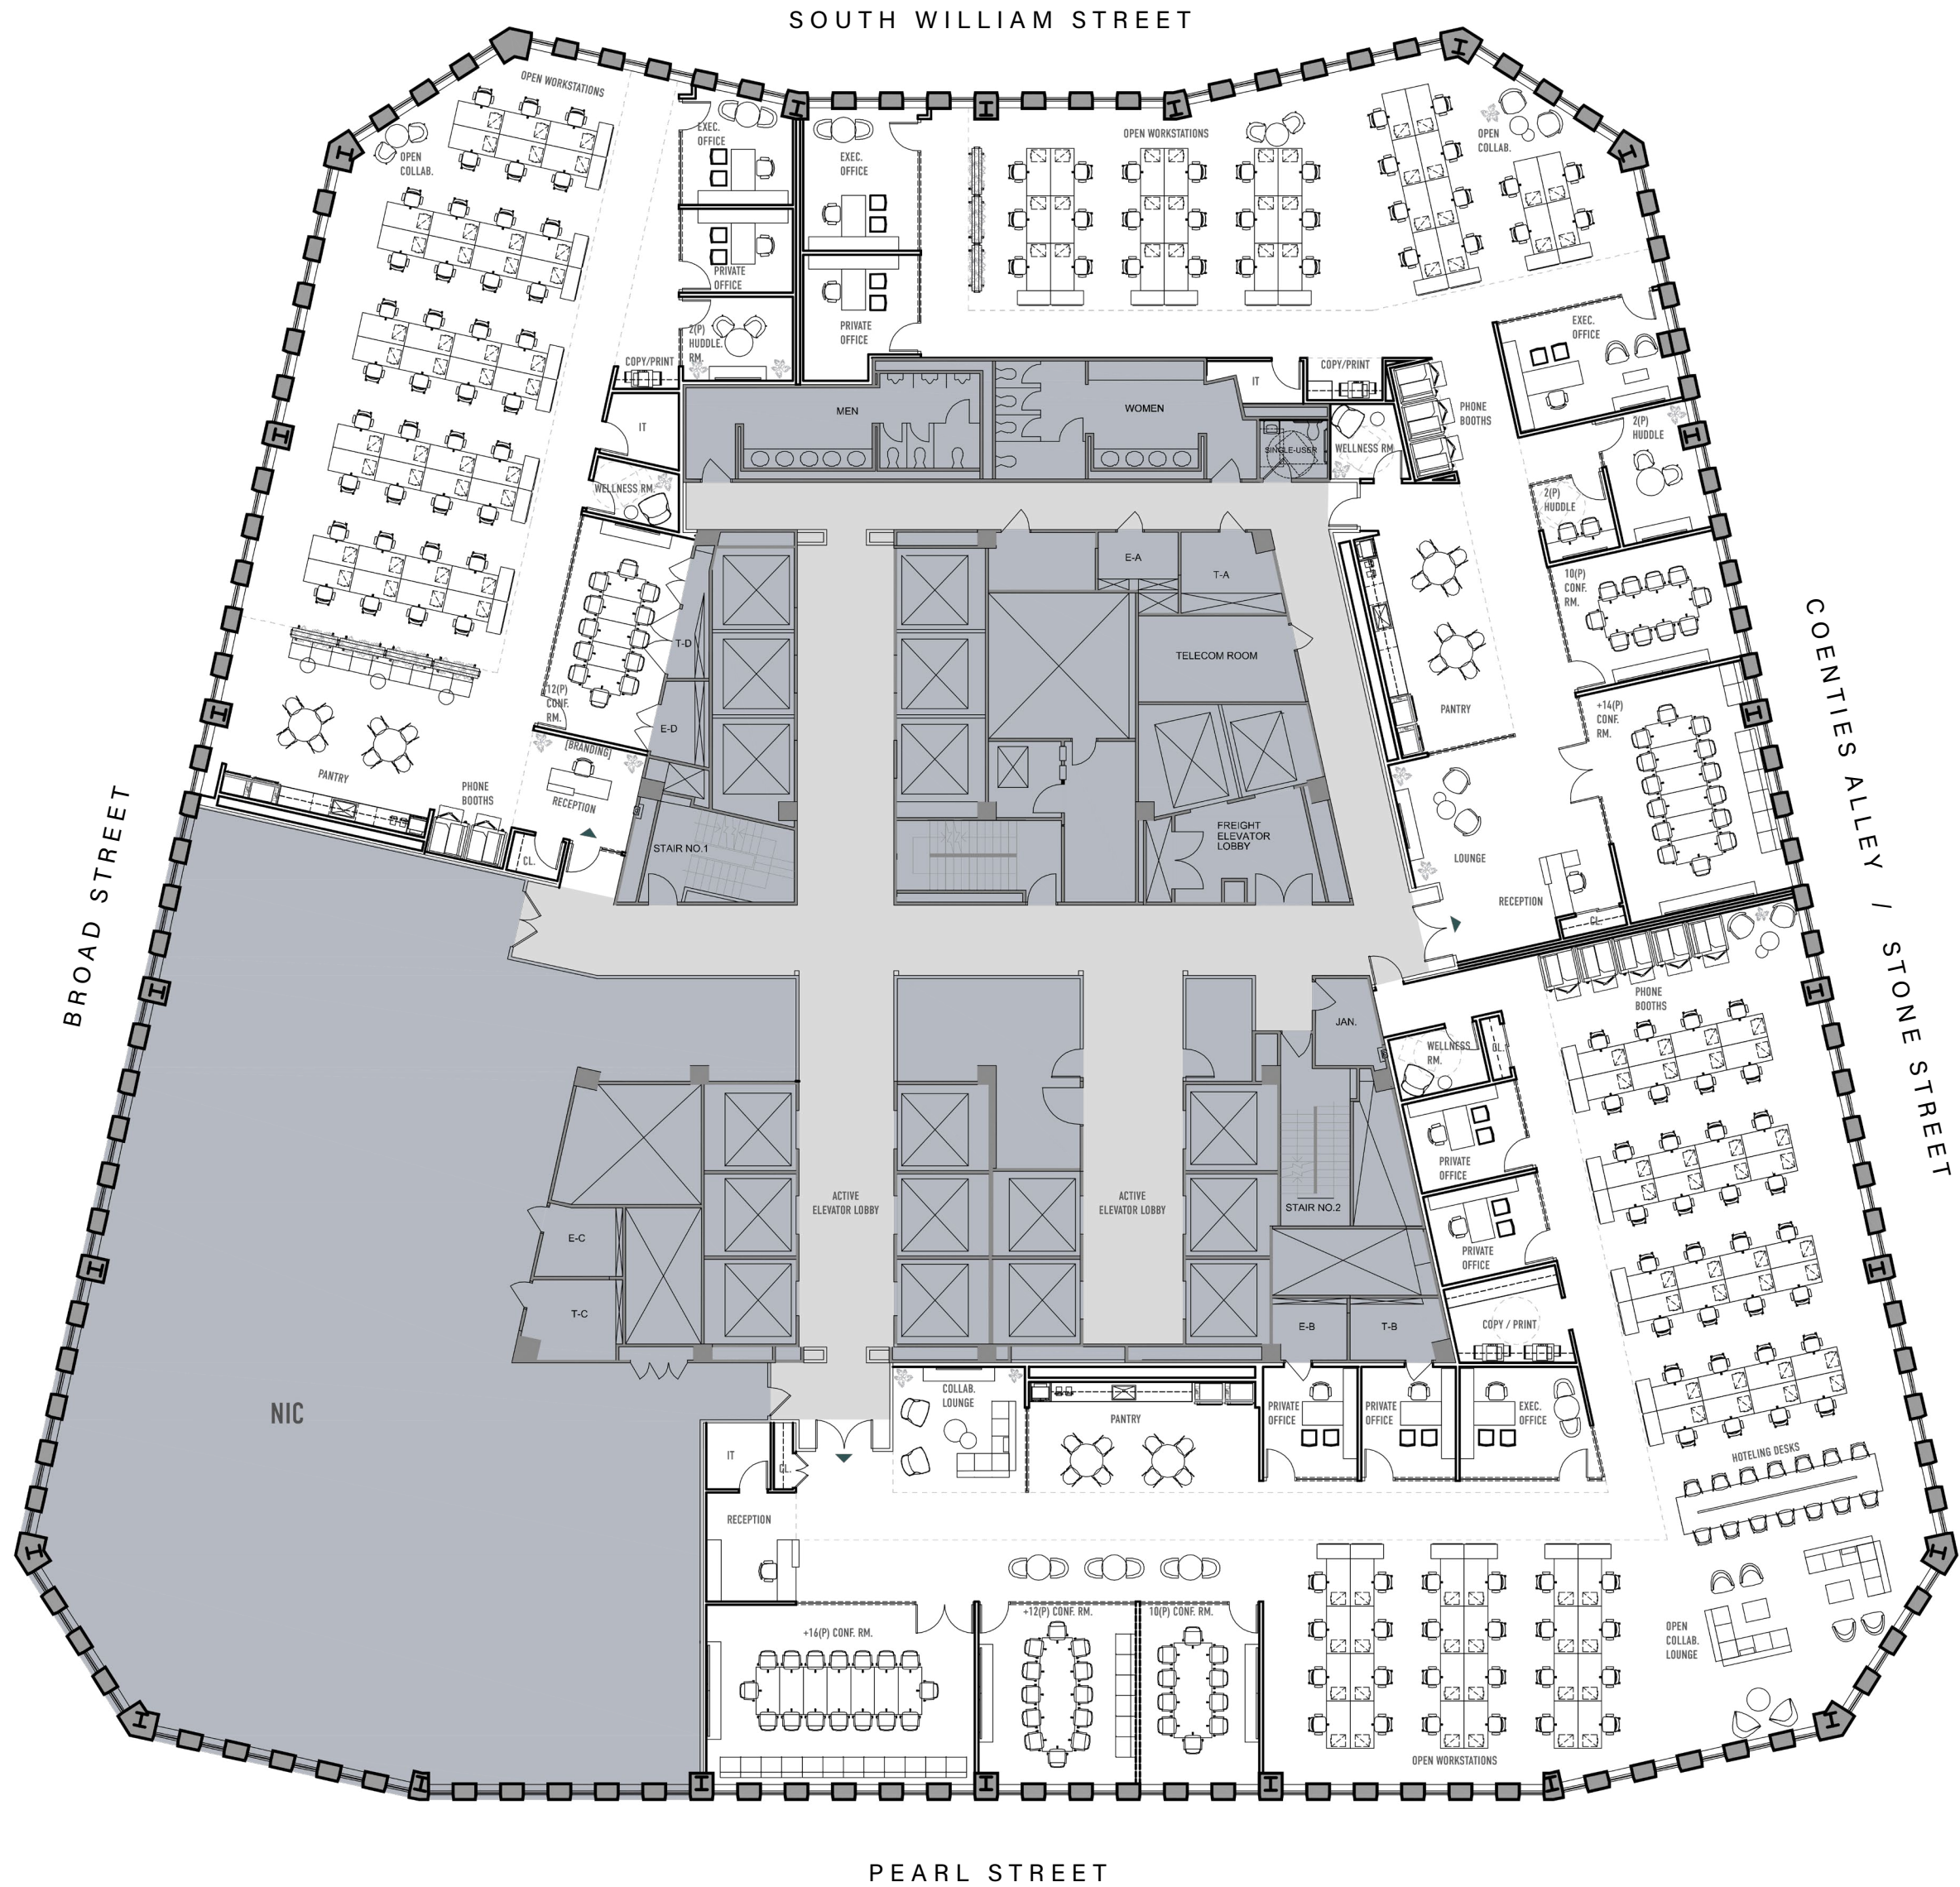 SOUTH WILLIAM STREET
OPEN WORKSTATIONS
OPEN
COLLAB.
EXEC.
OFFICE
PRIVATE
OFFICE
2(P)
HUDDLE.
RM.
COPY/PRINT
EXEC.
OFFICE
PRIVATE
OFFICE
OPEN WORKSTATIONS
OPEN
COLLAB.
EXEC.
OFFICE
IT
COPY/PRINT
PHONE
BOOTHS
2(P)
HUDDLE
2(P)
HUDDLE
MEN
WOMEN
SINGLE-USER
WELLNESS RM.
IT
WELLNESS RM.
12(P)
CONF.
RM.
T-D
E-D
E-A
T-A
TELECOM ROOM
10(P)
CONF.
RM.
+14(P)
CONF.
RM.
PANTRY
[BRANDING]
RECEPTION
PANTRY
PHONE
BOOTHS
CL.
STAIR NO.1
FREIGHT
ELEVATOR
LOBBY
LOUNGE
RECEPTION
CL.
BROAD STREET
COENTIES ALLEY / STONE STREET
PHONE
BOOTHS
JAN.
WELLNESS
RM.
CL.
PRIVATE
OFFICE
PRIVATE
OFFICE
ACTIVE
ELEVATOR LOBBY
ACTIVE
ELEVATOR LOBBY
STAIR NO.2
E-C
T-C
E-B
T-B
COPY / PRINT
NIC
COLLAB.
LOUNGE
PANTRY
PRIVATE
OFFICE
PRIVATE
OFFICE
EXEC.
OFFICE
HOTELING DESKS
IT
CL.
RECEPTION
+16(P) CONF. RM.
+12(P) CONF. RM.
10(P) CONF. RM.
OPEN
COLLAB.
LOUNGE
OPEN WORKSTATIONS
PEARL STREET